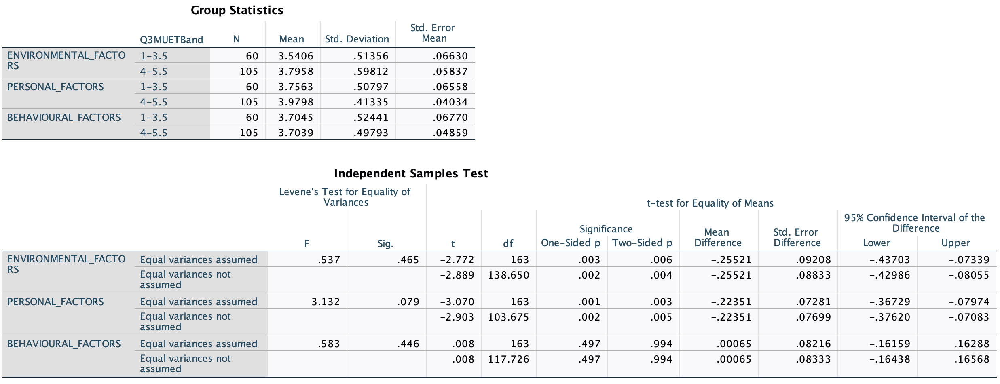 Group Statistics
Q3MUETBand N Mean Std. Deviation Std. Error Mean
ENVIRONMENTAL_FACTORS 1-3.5 60 3.5406 .51356 .06630
4-5.5 105 3.7958 .59812 .05837
PERSONAL_FACTORS 1-3.5 60 3.7563 .50797 .06558
4-5.5 105 3.9798 .41335 .04034
BEHAVIOURAL_FACTORS 1-3.5 60 3.7045 .52441 .06770
4-5.5 105 3.7039 .49793 .04859
Independent Samples Test
Levene's Test for Equality of Variances
t-test for Equality of Means
F Sig. t df Significance One-Sided p Two-Sided p Mean Difference Std. Error Difference 95% Confidence Interval of the Difference Lower Upper
ENVIRONMENTAL_FACTORS Equal variances assumed .537 .465 -2.772 163 .003 .006 -.25521 .09208 -.43703 -.07339
Equal variances not assumed -2.889 138.650 .002 .004 -.25521 .08833 -.42986 -.08055
PERSONAL_FACTORS Equal variances assumed 3.132 .079 -3.070 163 .001 .003 -.22351 .07281 -.36729 -.07974
Equal variances not assumed -2.903 103.675 .002 .005 -.22351 .07699 -.37620 -.07083
BEHAVIOURAL_FACTORS Equal variances assumed .583 .446 .008 163 .497 .994 .00065 .08216 -.16159 .16288
Equal variances not assumed .008 117.726 .497 .994 .00065 .08333 -.16438 .16568